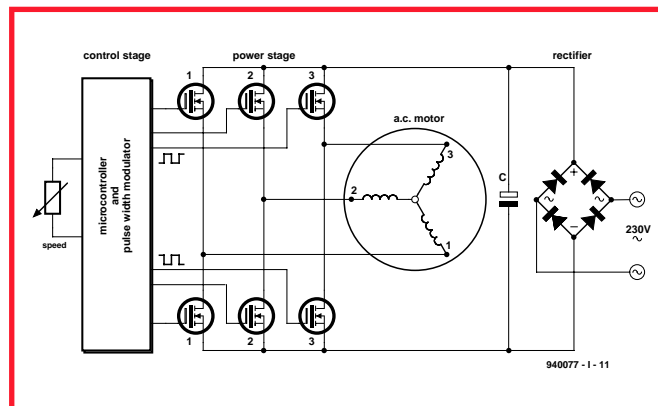 control stage
power stage
rectifier
1
2
3
a.c. motor
microcontroller
and
pulse width modulator
speed
3
2
1
C
+
~
~
–
230V
~
~
~
1
2
3
940077 - I - 11